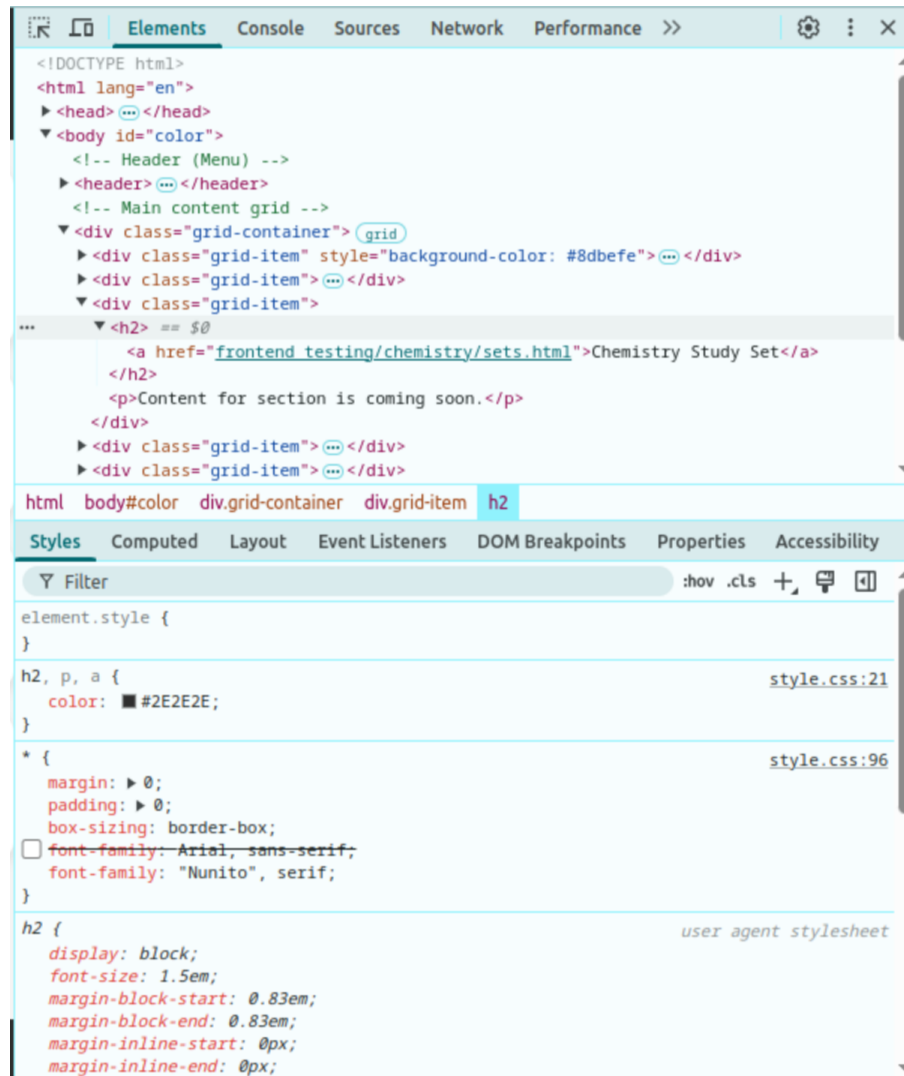 Elements Console Sources Network Performance >>
<!DOCTYPE html>
<html lang="en">
<head> ⋯ </head>
<body id="color">
<!-- Header (Menu) -->
<header> ⋯ </header>
<!-- Main content grid -->
<div class="grid-container"> grid
<div class="grid-item" style="background-color: #8dbefe"> ⋯ </div>
<div class="grid-item"> ⋯ </div>
<div class="grid-item">
⋯ <h2> == $0
<a href="frontend_testing/chemistry/sets.html">Chemistry Study Set</a>
</h2>
<p>Content for section is coming soon.</p>
</div>
<div class="grid-item"> ⋯ </div>
<div class="grid-item"> ⋯ </div>
html body#color div.grid-container div.grid-item h2
Styles Computed Layout Event Listeners DOM Breakpoints Properties Accessibility
Filter :hov .cls
element.style {
}
h2, p, a { style.css:21
color: #2E2E2E;
}
* { style.css:96
margin: 0;
padding: 0;
box-sizing: border-box;
font-family: Arial, sans-serif;
font-family: "Nunito", serif;
}
h2 { user agent stylesheet
display: block;
font-size: 1.5em;
margin-block-start: 0.83em;
margin-block-end: 0.83em;
margin-inline-start: 0px;
margin-inline-end: 0px;